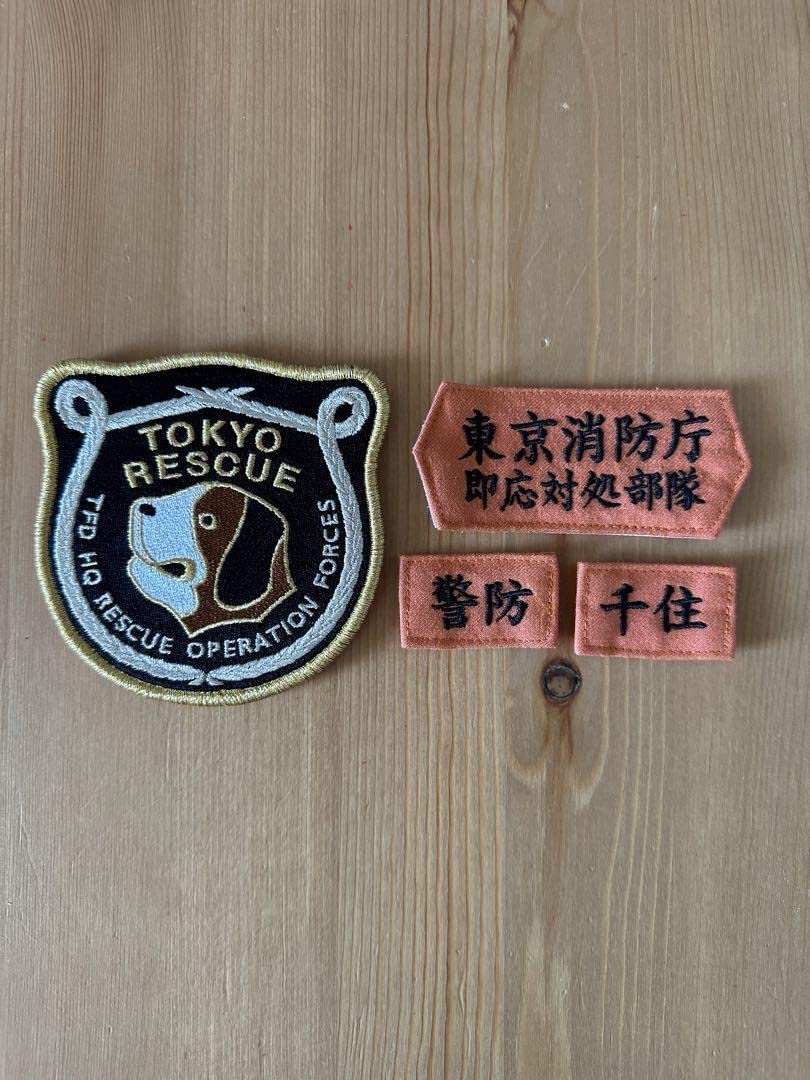 TOKYO
RESCUE
TFD HQ RESCUE OPERATION FORCES
東京消防庁
即応対処部隊
警防
千住